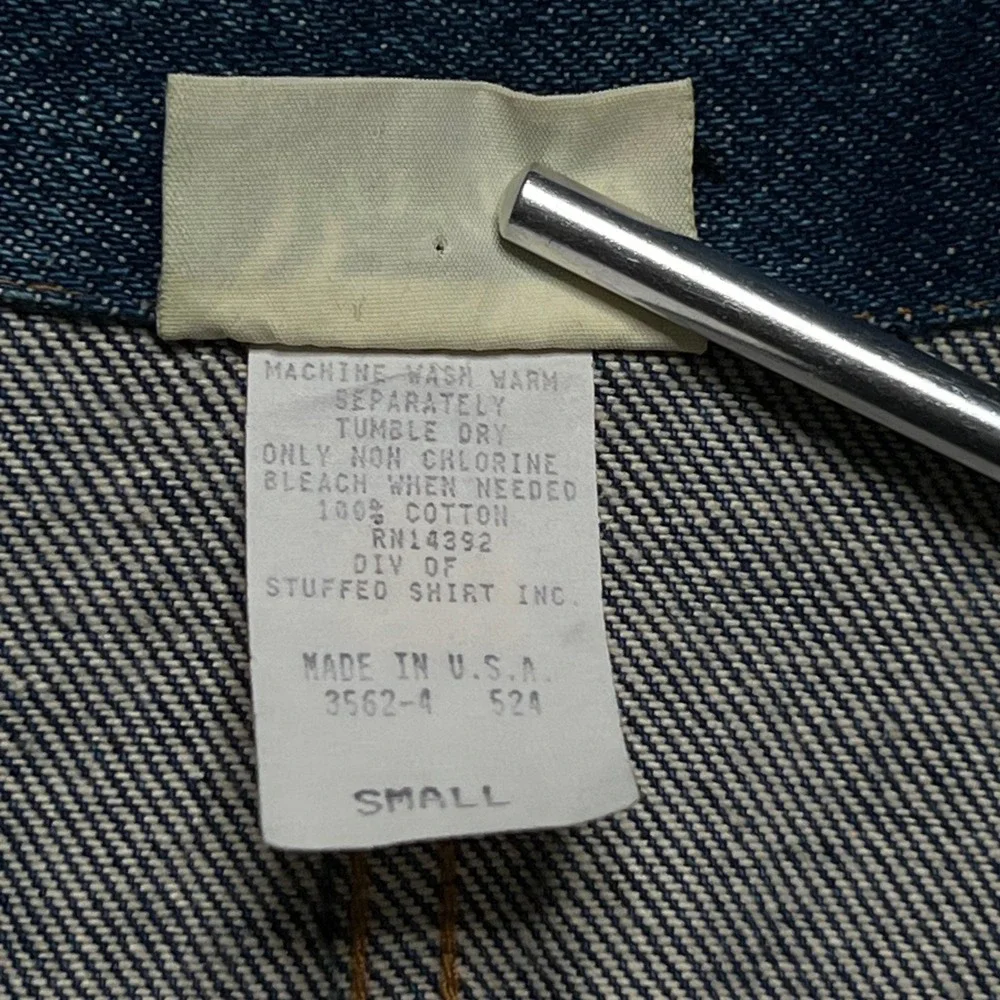 MACHINE WASH WARM
SEPARATELY
TUMBLE DRY
ONLY NON CHLORINE
BLEACH WHEN NEEDED
100% COTTON
RN14392
DIV OF
STUFFED SHIRT INC.
MADE IN U.S.A.
3562-4 524
SMALL